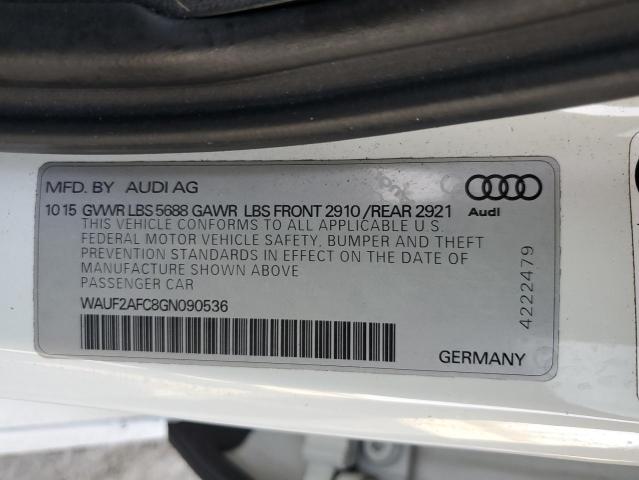 MFD. BY AUDI AG
10 15 GVWR LBS 5688 GAWR LBS FRONT 2910 /REAR 2921
Audi
THIS VEHICLE CONFORMS TO ALL APPLICABLE U.S.
FEDERAL MOTOR VEHICLE SAFETY, BUMPER AND THEFT
PREVENTION STANDARDS IN EFFECT ON THE DATE OF
MANUFACTURE SHOWN ABOVE
PASSENGER CAR
WAUF2AFC8GN090536
GERMANY
4222479